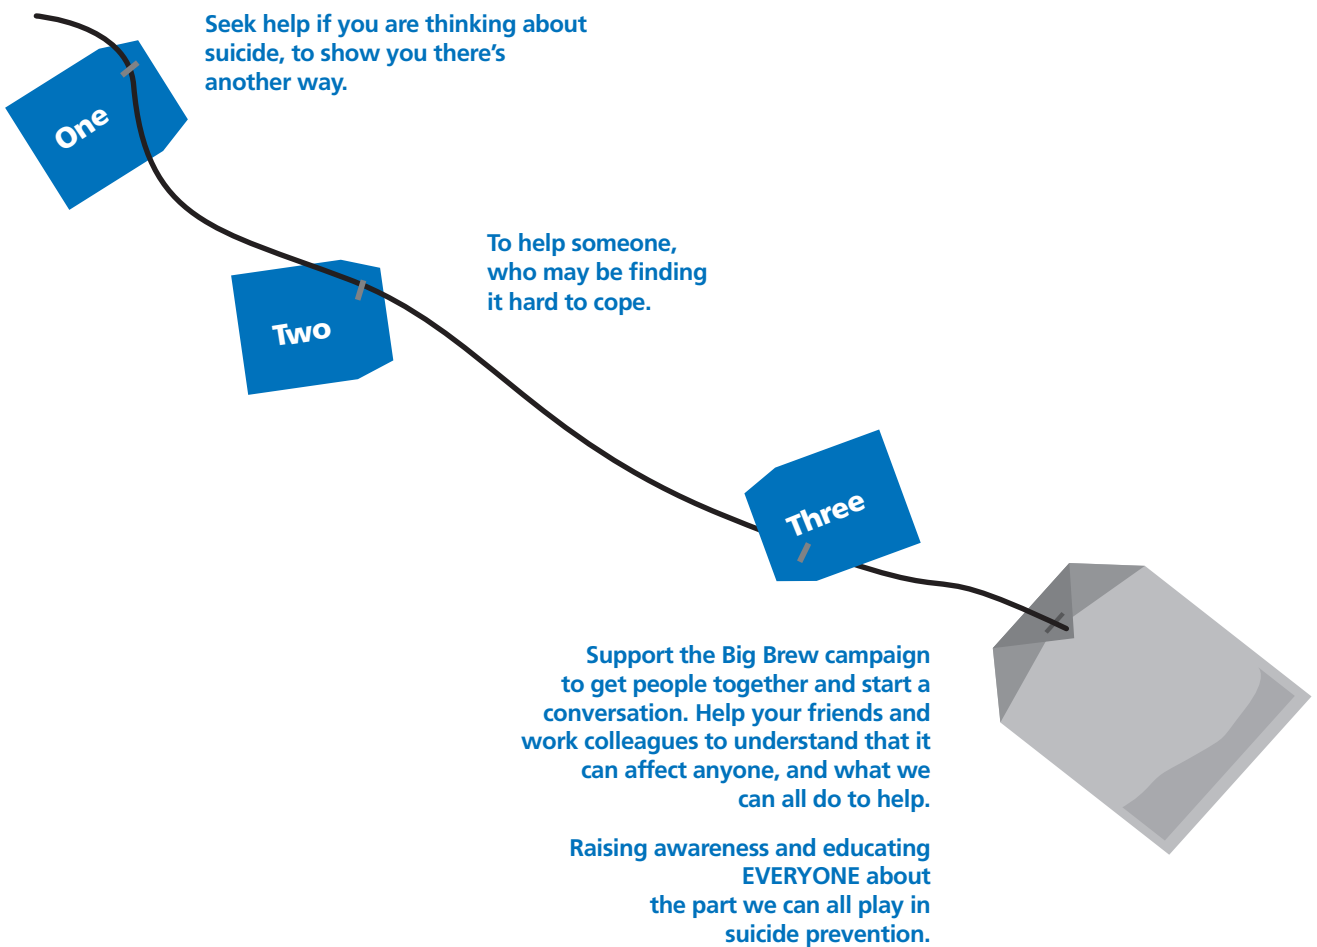 One
Seek help if you are thinking about
suicide, to show you there’s
another way.
Two
To help someone,
who may be finding
it hard to cope.
Three
Support the Big Brew campaign
to get people together and start a
conversation. Help your friends and
work colleagues to understand that it
can affect anyone, and what we
can all do to help.
Raising awareness and educating
EVERYONE about
the part we can all play in
suicide prevention.